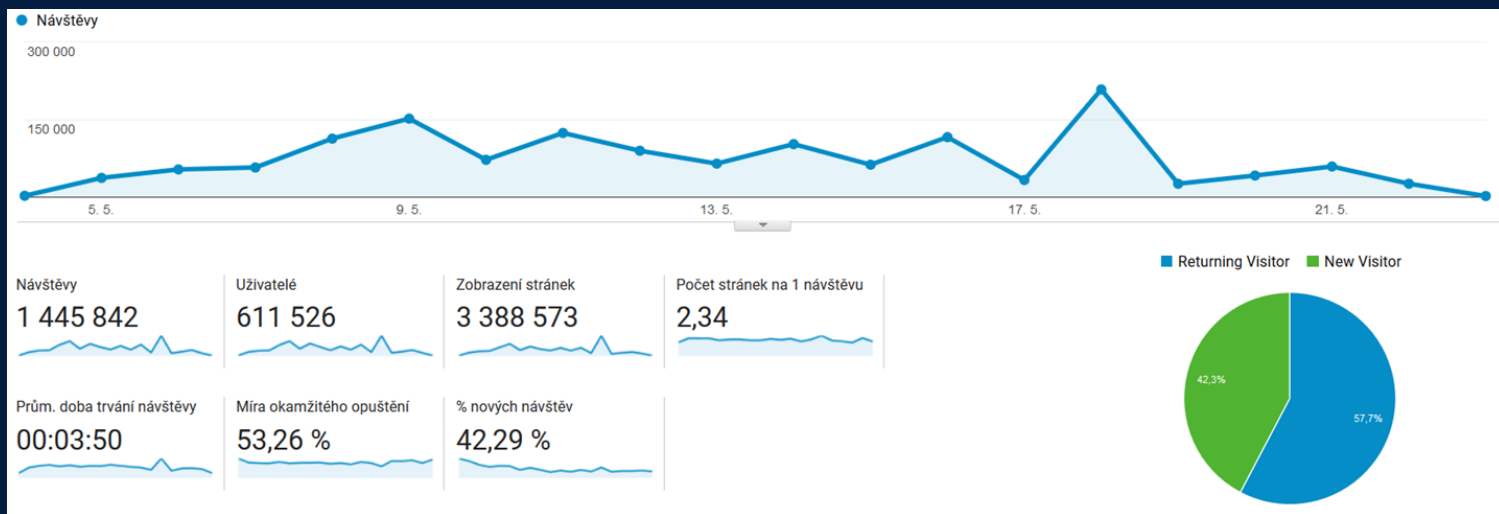 Návštěvy
300 000
150 000
5. 5.
9. 5.
13. 5.
17. 5.
21. 5.
Návštěvy
1 445 842
Uživatelé
611 526
Zobrazení stránek
3 388 573
Počet stránek na 1 návštěvu
2,34
Prům. doba trvání návštěvy
00:03:50
Míra okamžitého opuštění
53,26 %
% nových návštěv
42,29 %
Returning Visitor
New Visitor
42,3%
57,7%